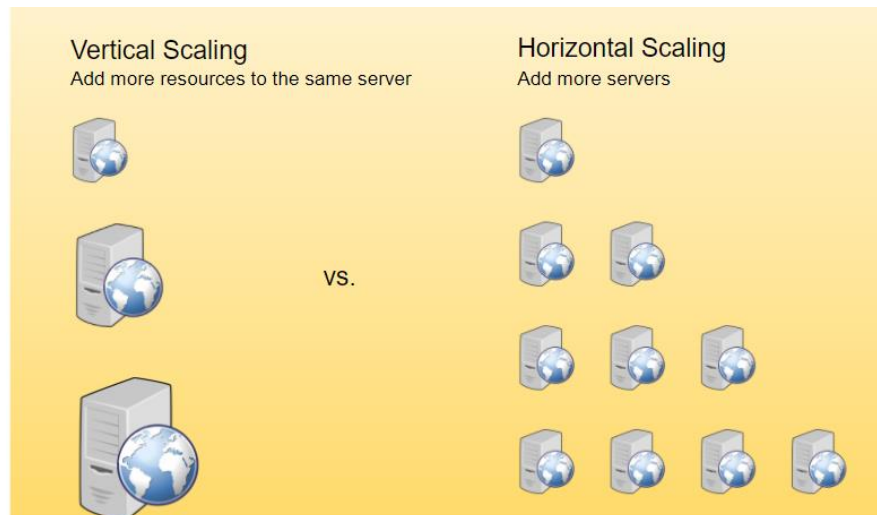 Vertical Scaling
Add more resources to the same server
vs.
Horizontal Scaling
Add more servers